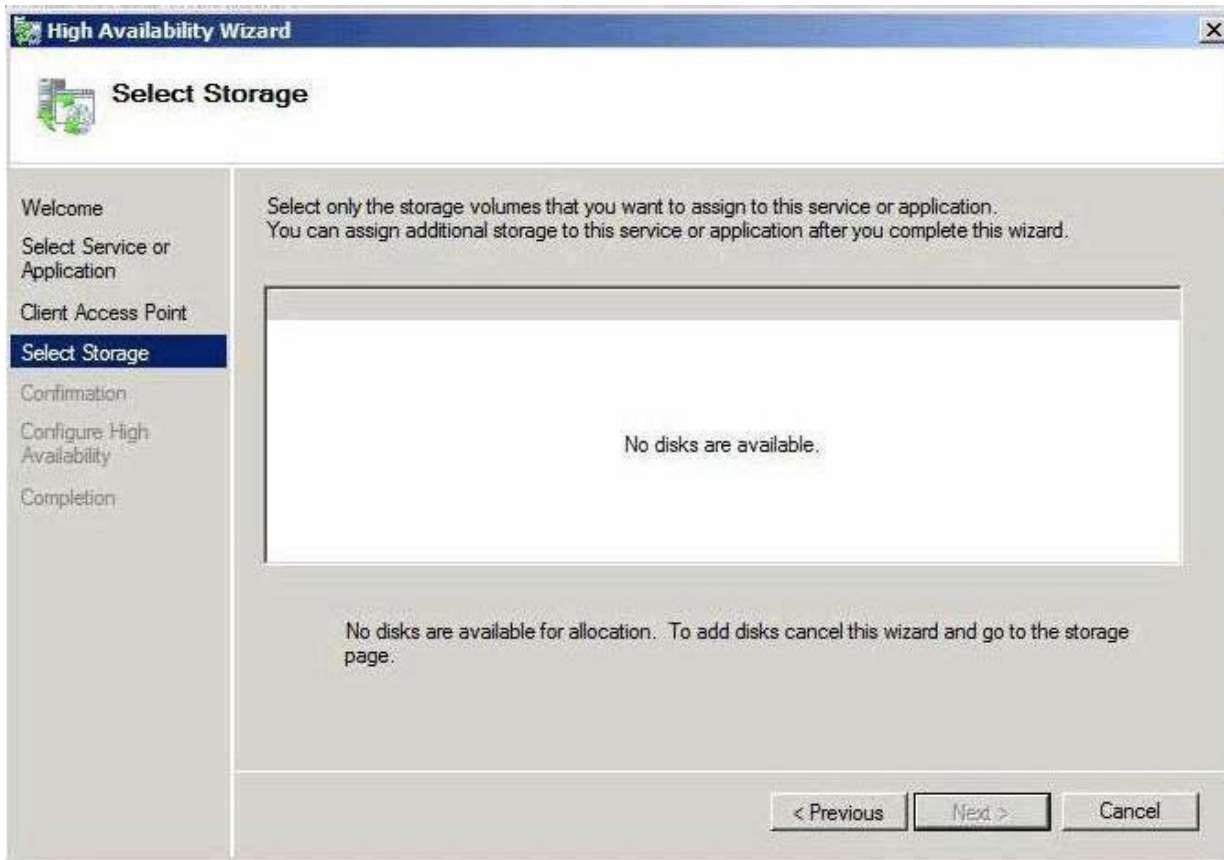 High Availability Wizard
Select Storage
Welcome
Select Service or
Application
Client Access Point
Select Storage
Confirmation
Configure High
Availability
Completion
Select only the storage volumes that you want to assign to this service or application.
You can assign additional storage to this service or application after you complete this wizard.
No disks are available.
No disks are available for allocation.  To add disks cancel this wizard and go to the storage
page.
< Previous
Next >
Cancel